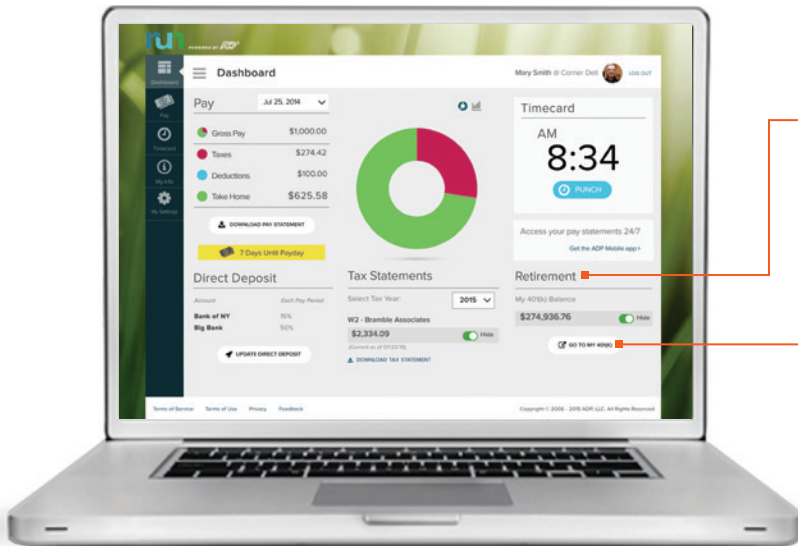 run POWERED BY ADP
Dashboard
Mary Smith @ Corner Deli
LOG OUT
Dashboard
Pay
Timecard
My Info
My Settings
Pay
Jul 25, 2014
Gross Pay $1,000.00
Taxes $274.42
Deductions $100.00
Take Home $625.58
DOWNLOAD PAY STATEMENT
7 Days Until Payday
Timecard
AM
8:34
PUNCH
Access your pay statements 24/7
Get the ADP Mobile app >
Direct Deposit
Account Each Pay Period
Bank of NY 15%
Big Bank 50%
UPDATE DIRECT DEPOSIT
Tax Statements
Select Tax Year: 2015
W2 - Bramble Associates
$2,334.09 Hide
(Current as of 07/22/15)
DOWNLOAD TAX STATEMENT
Retirement
My 401(k) Balance
$274,936.76 Hide
GO TO MY 401(K)
Terms of Service Terms of Use Privacy Feedback
Copyright © 2008 - 2015 ADP, LLC. All Rights Reserved